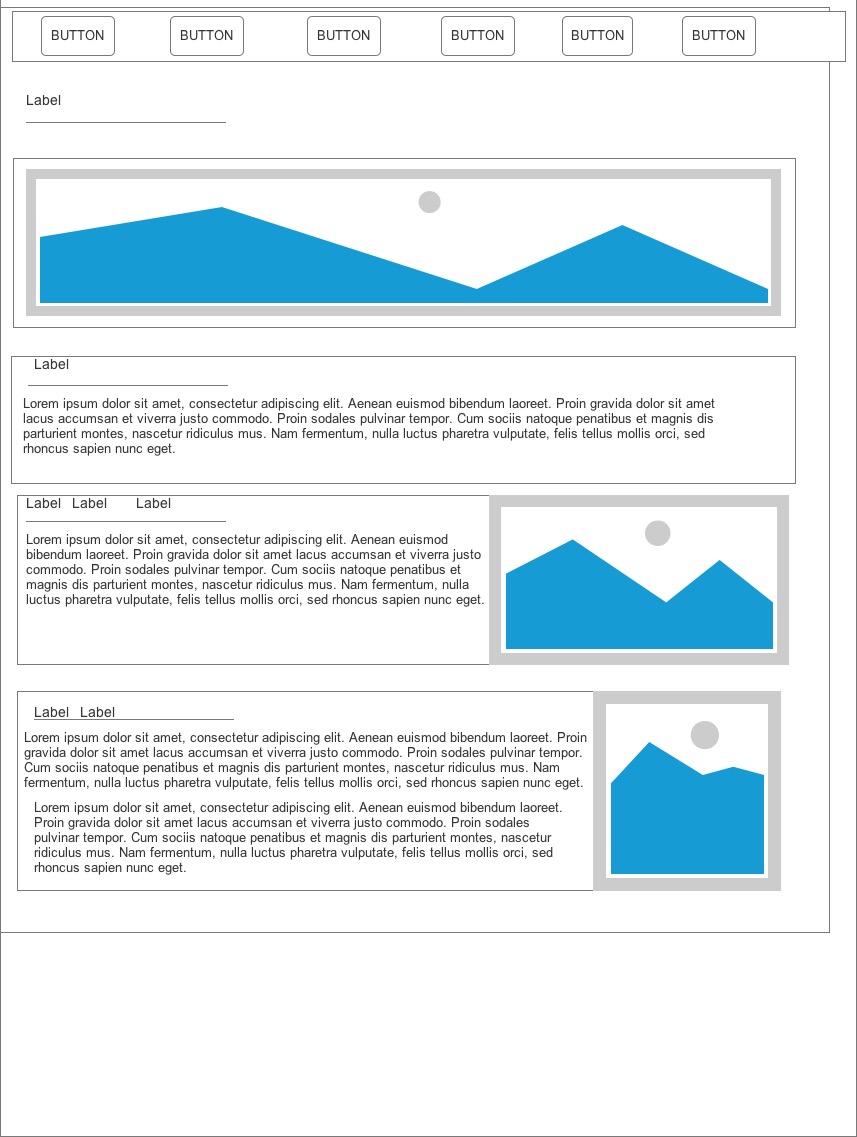 BUTTON BUTTON BUTTON BUTTON BUTTON BUTTON
Label
Label
Lorem ipsum dolor sit amet, consectetur adipiscing elit. Aenean euismod bibendum laoreet. Proin gravida dolor sit amet
lacus accumsan et viverra justo commodo. Proin sodales pulvinar tempor. Cum sociis natoque penatibus et magnis dis
parturient montes, nascetur ridiculus mus. Nam fermentum, nulla luctus pharetra vulputate, felis tellus mollis orci, sed
rhoncus sapien nunc eget.
Label Label Label
Lorem ipsum dolor sit amet, consectetur adipiscing elit. Aenean euismod
bibendum laoreet. Proin gravida dolor sit amet lacus accumsan et viverra justo
commodo. Proin sodales pulvinar tempor. Cum sociis natoque penatibus et
magnis dis parturient montes, nascetur ridiculus mus. Nam fermentum, nulla
luctus pharetra vulputate, felis tellus mollis orci, sed rhoncus sapien nunc eget.
Label Label
Lorem ipsum dolor sit amet, consectetur adipiscing elit. Aenean euismod bibendum laoreet. Proin
gravida dolor sit amet lacus accumsan et viverra justo commodo. Proin sodales pulvinar tempor.
Cum sociis natoque penatibus et magnis dis parturient montes, nascetur ridiculus mus. Nam
fermentum, nulla luctus pharetra vulputate, felis tellus mollis orci, sed rhoncus sapien nunc eget.
Lorem ipsum dolor sit amet, consectetur adipiscing elit. Aenean euismod bibendum laoreet.
Proin gravida dolor sit amet lacus accumsan et viverra justo commodo. Proin sodales
pulvinar tempor. Cum sociis natoque penatibus et magnis dis parturient montes, nascetur
ridiculus mus. Nam fermentum, nulla luctus pharetra vulputate, felis tellus mollis orci, sed
rhoncus sapien nunc eget.